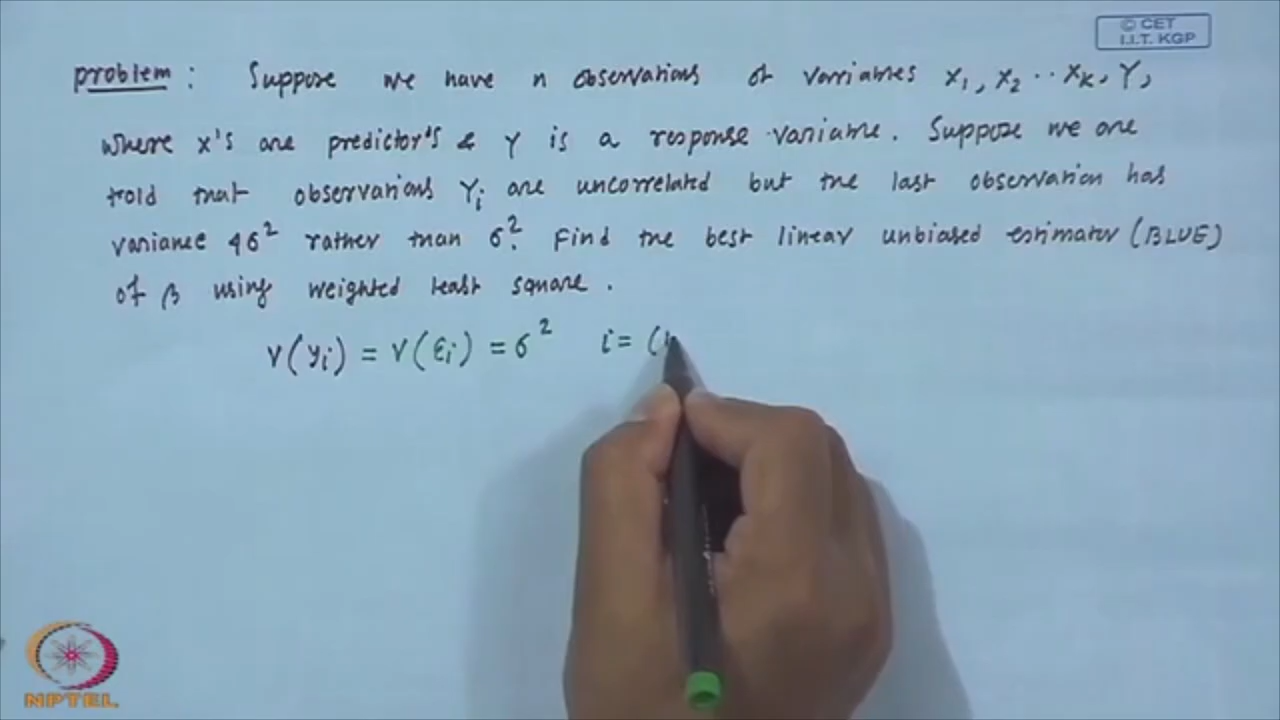 © CET
I.I.T. KGP
problem : Suppose we have n observations of variables X1, X2 ·· XK, Y,
where X's are predictor's & Y is a response variable. Suppose we are
told that observations Yi are uncorrelated but the last observation has
variance 4σ² rather than σ². Find the best linear unbiased estimator (BLUE)
of β using weighted least square .
V(yi) = V(εi) = σ² i = (1
NPTEL